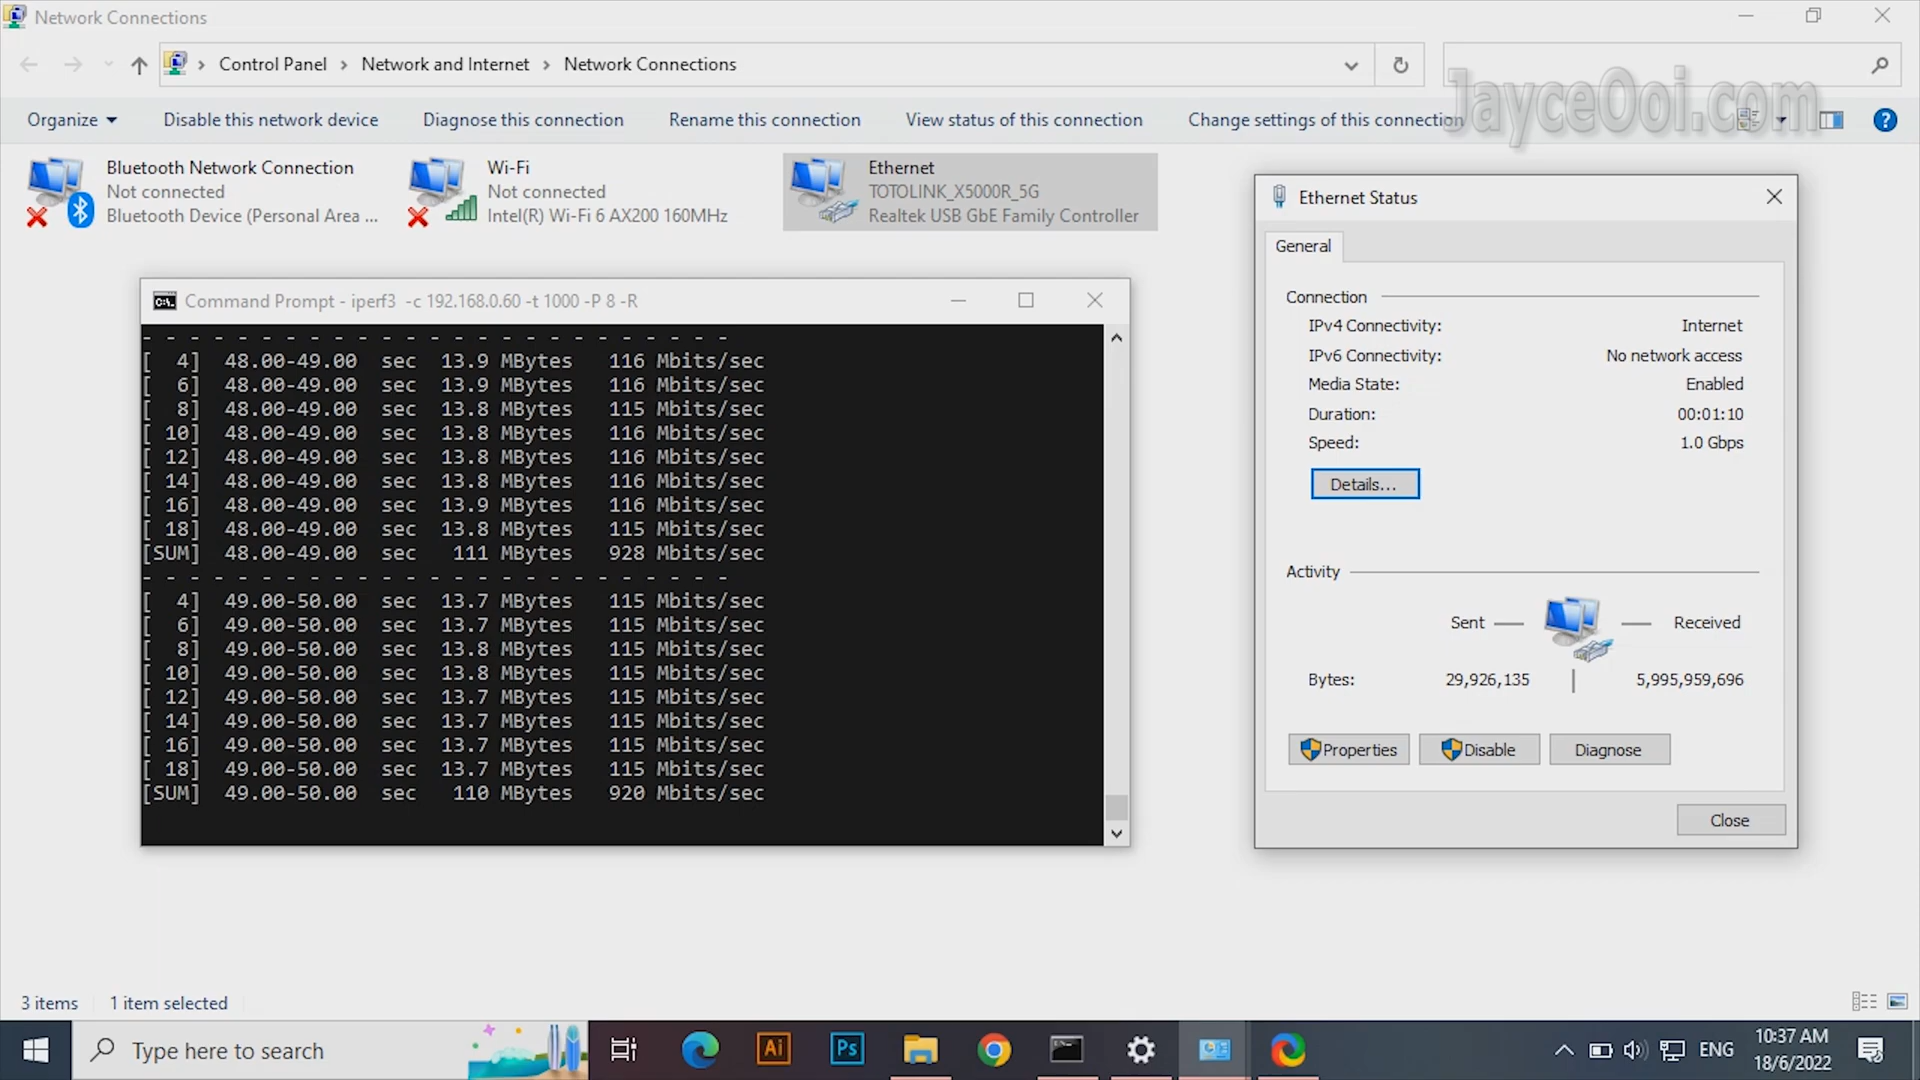 Network Connections
Control Panel > Network and Internet > Network Connections
JayceOoi.com
Organize
Disable this network device
Diagnose this connection
Rename this connection
View status of this connection
Change settings of this connection
Bluetooth Network Connection
Not connected
Bluetooth Device (Personal Area ...
Wi-Fi
Not connected
Intel(R) Wi-Fi 6 AX200 160MHz
Ethernet
TOTOLINK_X5000R_5G
Realtek USB GbE Family Controller
Command Prompt - iperf3 -c 192.168.0.60 -t 1000 -P 8 -R
- - - - - - - - - - - - - - - - - - - - - - - - -
[  4]  48.00-49.00  sec  13.9 MBytes   116 Mbits/sec
[  6]  48.00-49.00  sec  13.9 MBytes   116 Mbits/sec
[  8]  48.00-49.00  sec  13.8 MBytes   115 Mbits/sec
[ 10]  48.00-49.00  sec  13.8 MBytes   116 Mbits/sec
[ 12]  48.00-49.00  sec  13.8 MBytes   116 Mbits/sec
[ 14]  48.00-49.00  sec  13.8 MBytes   116 Mbits/sec
[ 16]  48.00-49.00  sec  13.9 MBytes   116 Mbits/sec
[ 18]  48.00-49.00  sec  13.8 MBytes   115 Mbits/sec
[SUM]  48.00-49.00  sec   111 MBytes   928 Mbits/sec
- - - - - - - - - - - - - - - - - - - - - - - - -
[  4]  49.00-50.00  sec  13.7 MBytes   115 Mbits/sec
[  6]  49.00-50.00  sec  13.7 MBytes   115 Mbits/sec
[  8]  49.00-50.00  sec  13.8 MBytes   115 Mbits/sec
[ 10]  49.00-50.00  sec  13.8 MBytes   115 Mbits/sec
[ 12]  49.00-50.00  sec  13.7 MBytes   115 Mbits/sec
[ 14]  49.00-50.00  sec  13.7 MBytes   115 Mbits/sec
[ 16]  49.00-50.00  sec  13.7 MBytes   115 Mbits/sec
[ 18]  49.00-50.00  sec  13.7 MBytes   115 Mbits/sec
[SUM]  49.00-50.00  sec   110 MBytes   920 Mbits/sec
Ethernet Status
General
Connection
IPv4 Connectivity: Internet
IPv6 Connectivity: No network access
Media State: Enabled
Duration: 00:01:10
Speed: 1.0 Gbps
Details...
Activity
Sent — — Received
Bytes: 29,926,135 | 5,995,959,696
Properties
Disable
Diagnose
Close
3 items
1 item selected
Type here to search
Ai
Ps
ENG
10:37 AM
18/6/2022